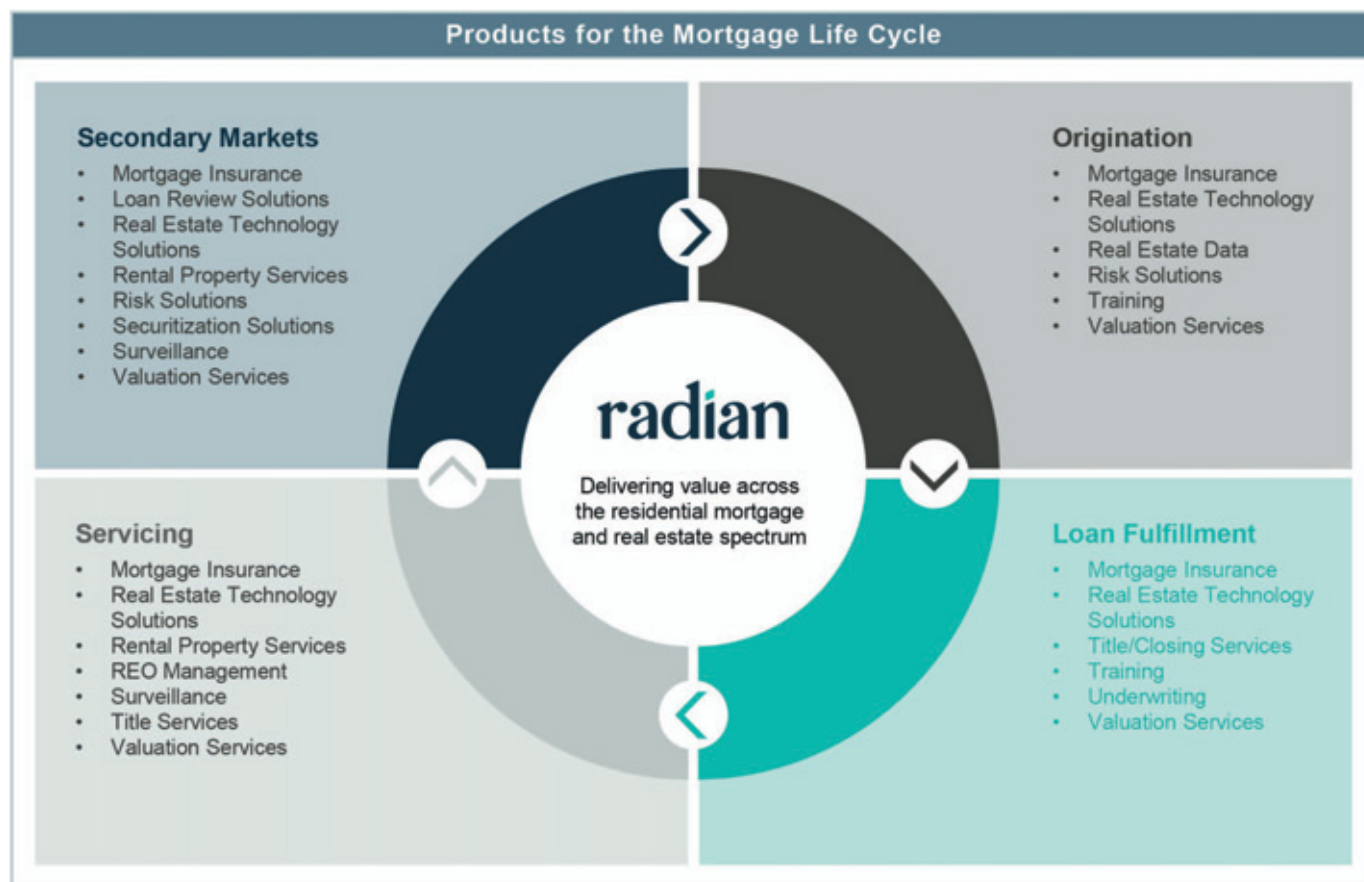 Products for the Mortgage Life Cycle
Secondary Markets
• Mortgage Insurance
• Loan Review Solutions
• Real Estate Technology
Solutions
• Rental Property Services
• Risk Solutions
• Securitization Solutions
• Surveillance
• Valuation Services
Origination
• Mortgage Insurance
• Real Estate Technology
Solutions
• Real Estate Data
• Risk Solutions
• Training
• Valuation Services
radian
Delivering value across
the residential mortgage
and real estate spectrum
Servicing
• Mortgage Insurance
• Real Estate Technology
Solutions
• Rental Property Services
• REO Management
• Surveillance
• Title Services
• Valuation Services
Loan Fulfillment
• Mortgage Insurance
• Real Estate Technology
Solutions
• Title/Closing Services
• Training
• Underwriting
• Valuation Services